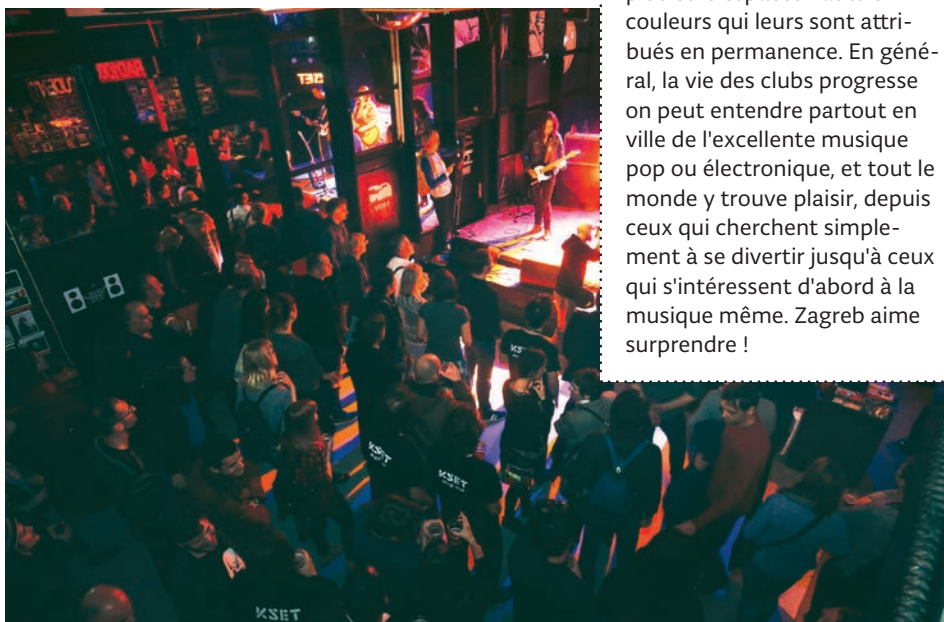 couleurs qui leurs sont attri-
bués en permanence. En géné-
ral, la vie des clubs progresse
on peut entendre partout en
ville de l'excellente musique
pop ou électronique, et tout le
monde y trouve plaisir, depuis
ceux qui cherchent simple-
ment à se divertir jusqu'à ceux
qui s'intéressent d'abord à la
musique même. Zagreb aime
surprendre !
KSET
KSET
KSET
KSET